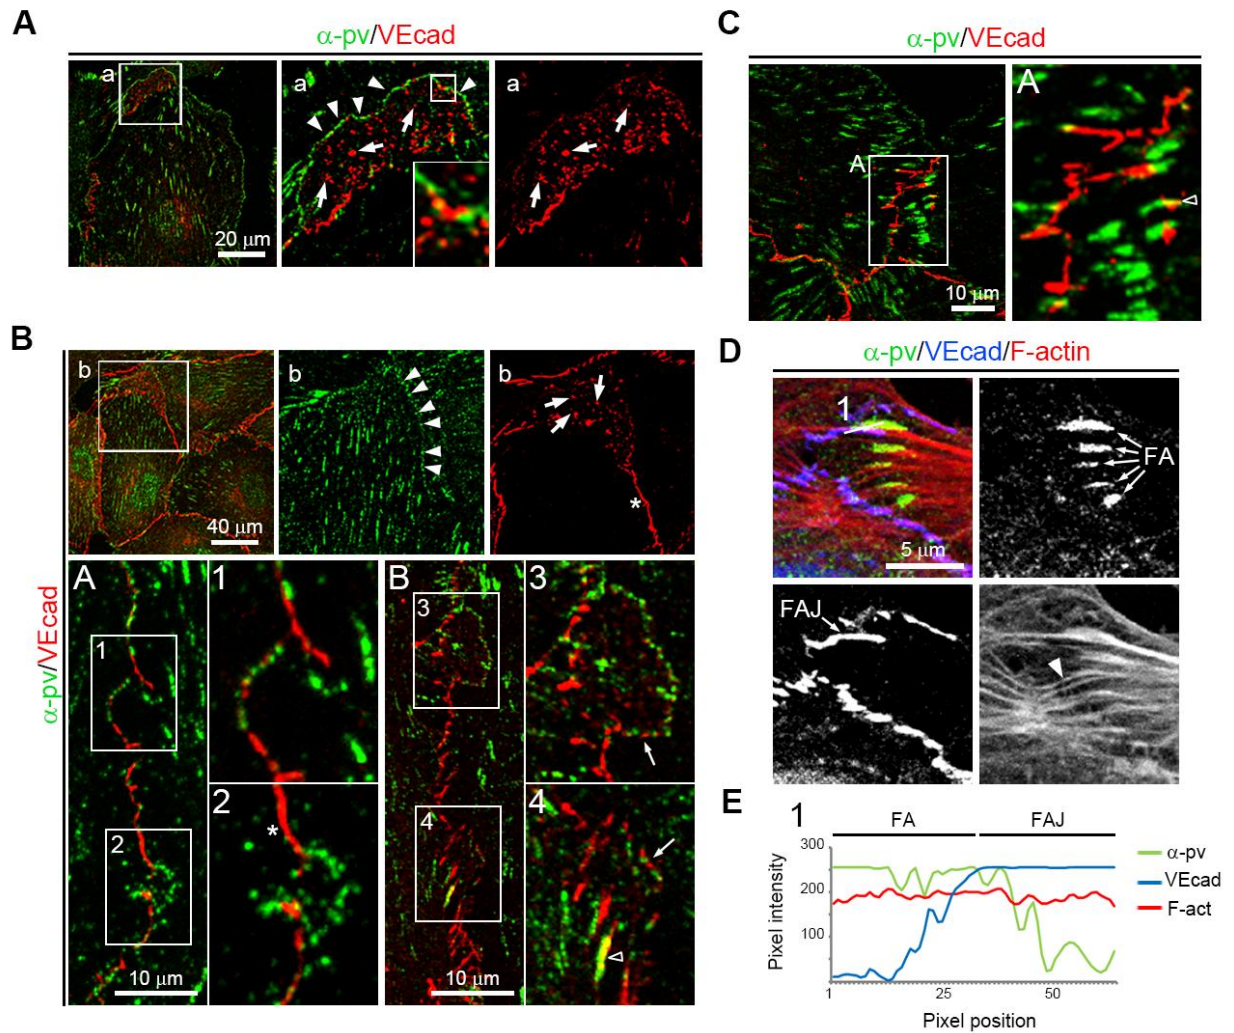 A
α-pv/VEcad
a
20 μm
a
a
B
α-pv/VEcad
b
40 μm
b
b
*
A
1
2
10 μm
1
2
*
B
3
4
10 μm
3
4
C
α-pv/VEcad
A
10 μm
A
D
α-pv/VEcad/F-actin
1
5 μm
FA
FAJ
E
1
FA
FAJ
300
200
100
Pixel intensity
1
25
50
Pixel position
α-pv
VEcad
F-act